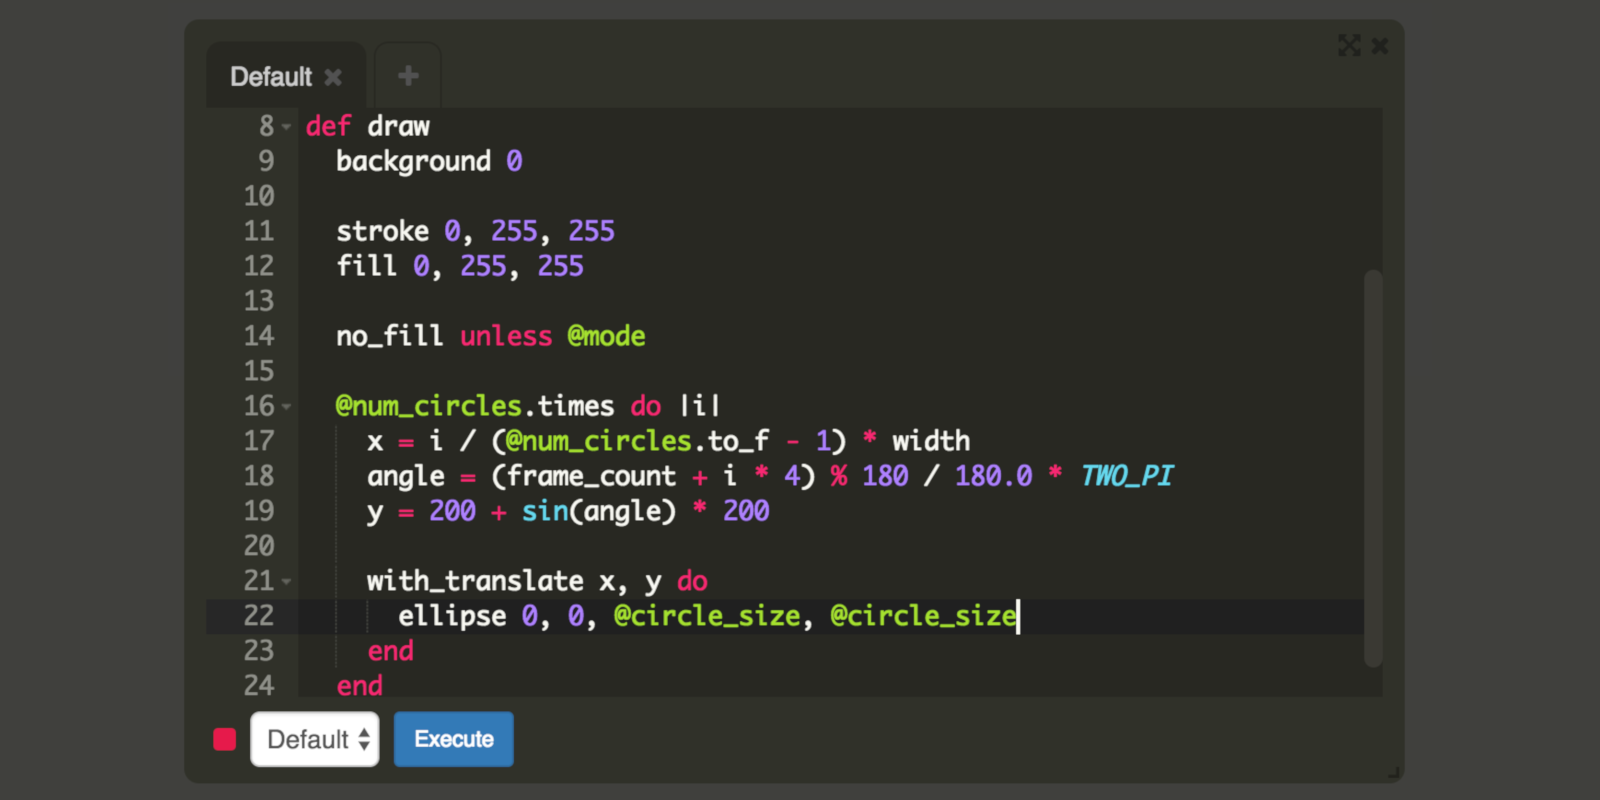 Default
8 def draw
9 background 0
10
11 stroke 0, 255, 255
12 fill 0, 255, 255
13
14 no_fill unless @mode
15
16 @num_circles.times do |i|
17 x = i / (@num_circles.to_f - 1) * width
18 angle = (frame_count + i * 4) % 180 / 180.0 * TWO_PI
19 y = 200 + sin(angle) * 200
20
21 with_translate x, y do
22 ellipse 0, 0, @circle_size, @circle_size
23 end
24 end
Default Execute